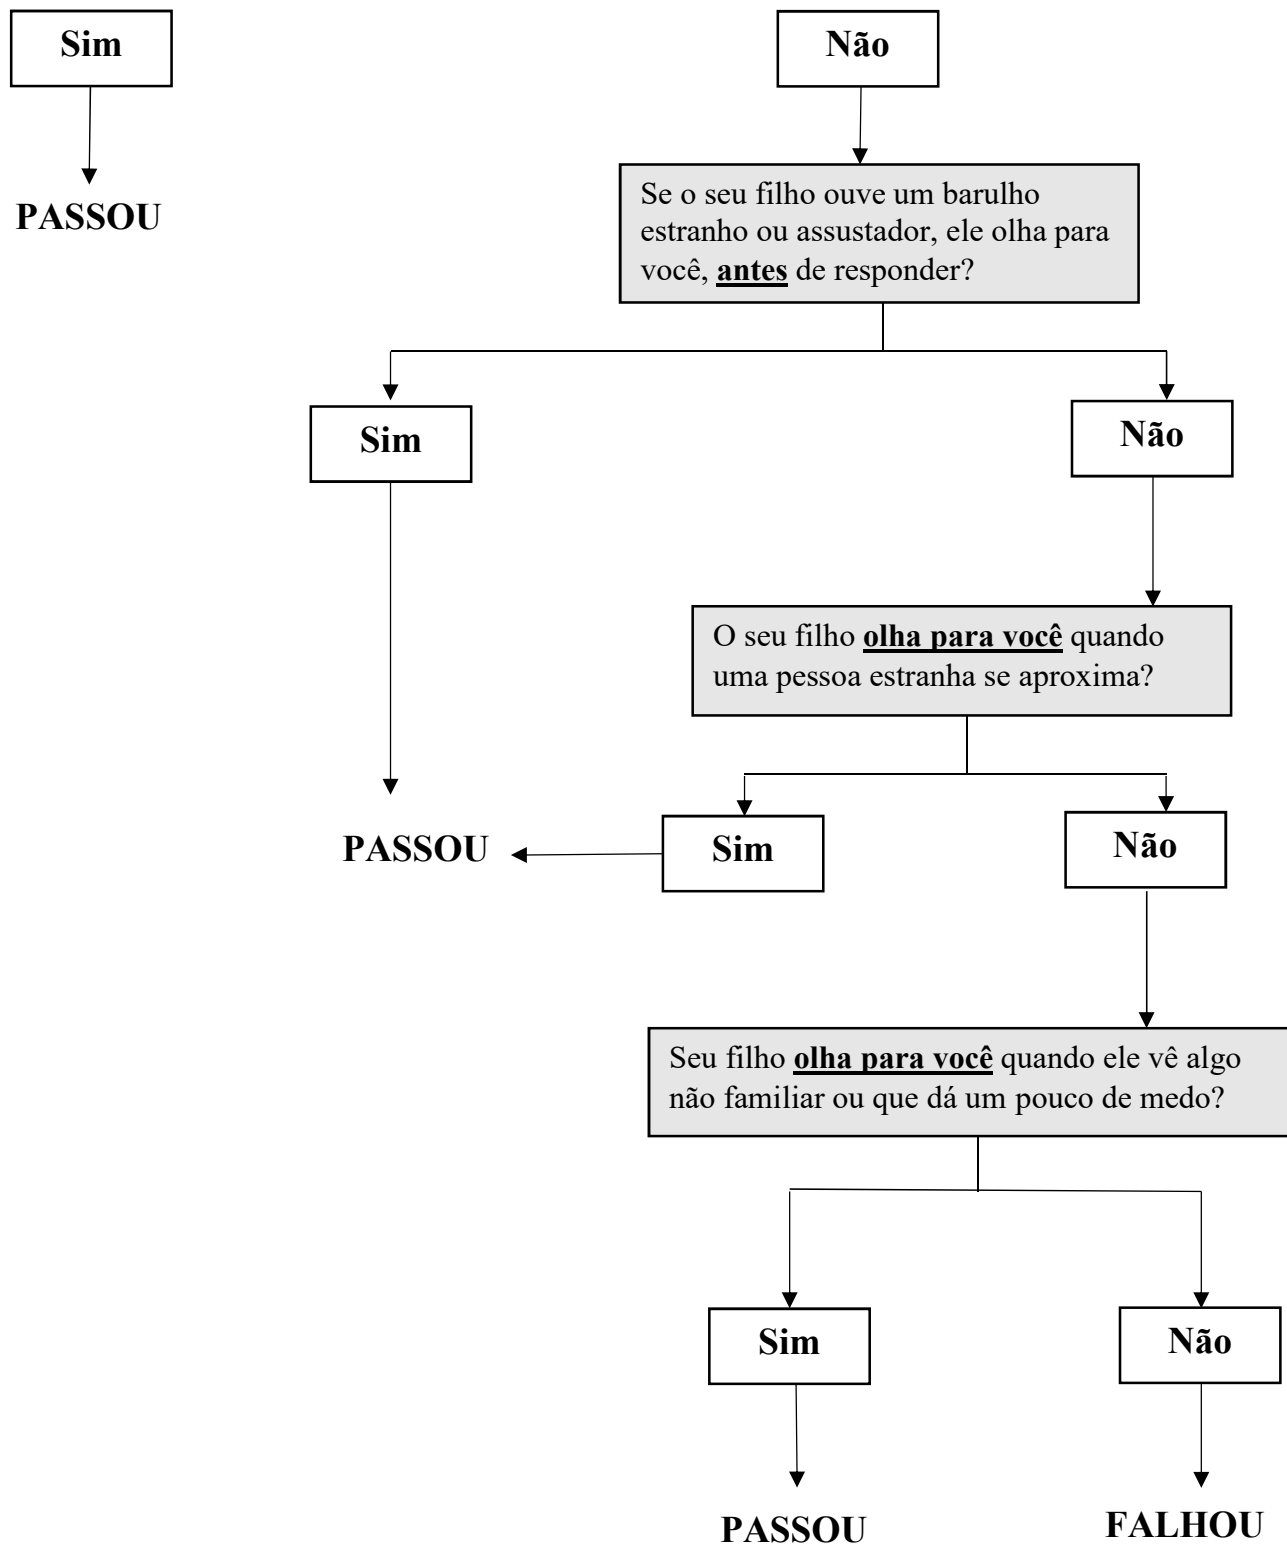 Sim
Não
PASSOU
Se o seu filho ouve um barulho
estranho ou assustador, ele olha para
você, antes de responder?
Sim
Não
O seu filho olha para você quando
uma pessoa estranha se aproxima?
PASSOU
Sim
Não
Seu filho olha para você quando ele vê algo
não familiar ou que dá um pouco de medo?
Sim
Não
PASSOU
FALHOU